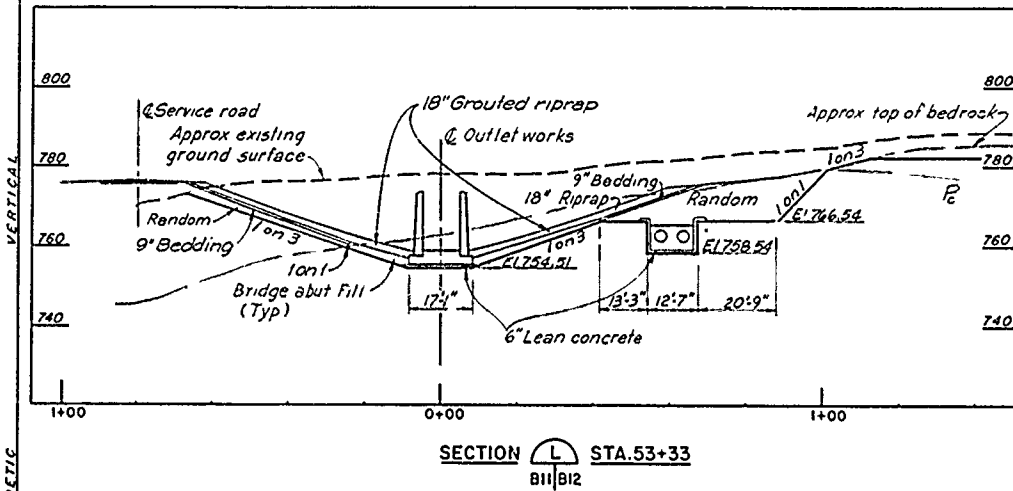 VERTICAL
800
800
℄ Service road
Approx existing
ground surface
18" Grouted riprap
℄ Outlet works
Approx top of bedrock
780
780
1 on 3
9" Bedding
18" Riprap
Random
1 on 1
Pc
Random
9" Bedding
1 on 3
1 on 3
El.766.54
760
760
El.758.54
1 on 1
El.754.51
Bridge abut Fill
(Typ)
17'-1"
13'-3"
12'-7"
20'-9"
6" Lean concrete
740
740
1+00
0+00
1+00
SECTION L STA.53+33
B11 B12